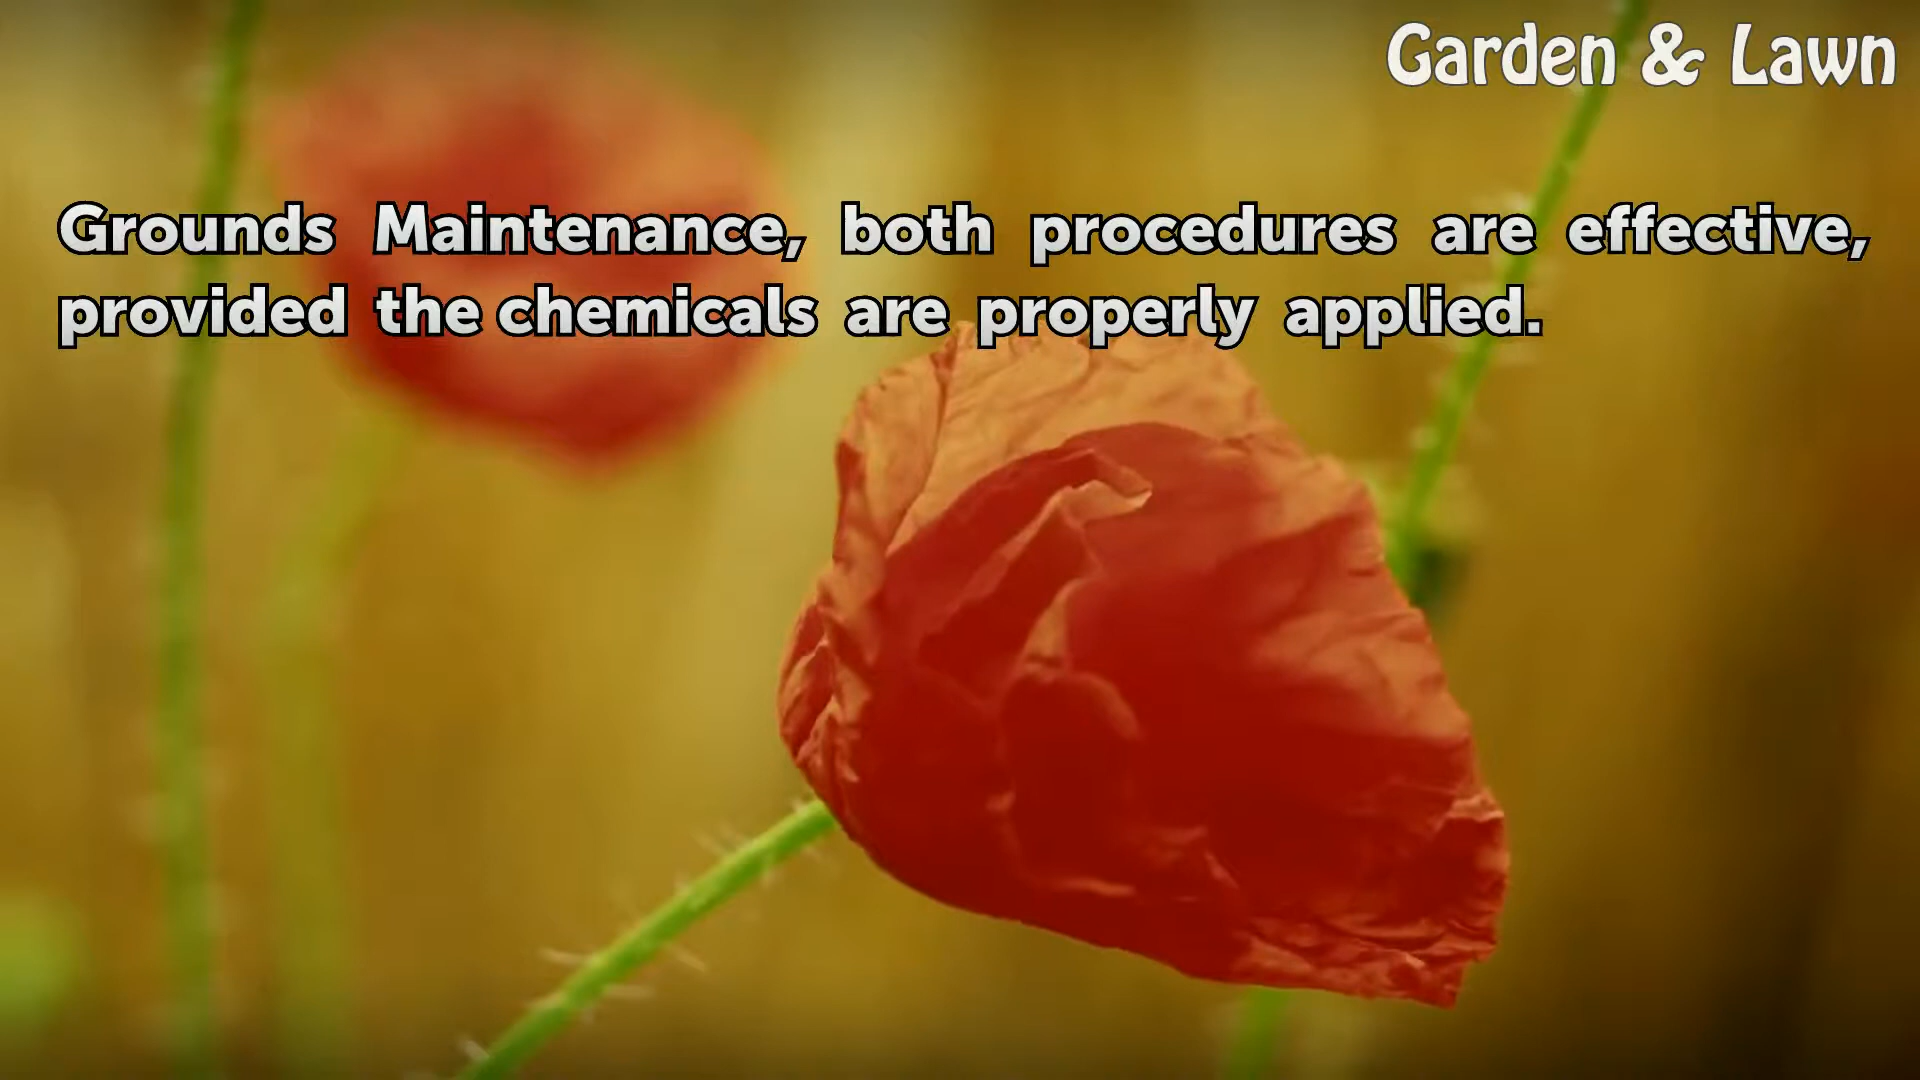 Garden & Lawn
Grounds Maintenance, both procedures are effective,
provided the chemicals are properly applied.